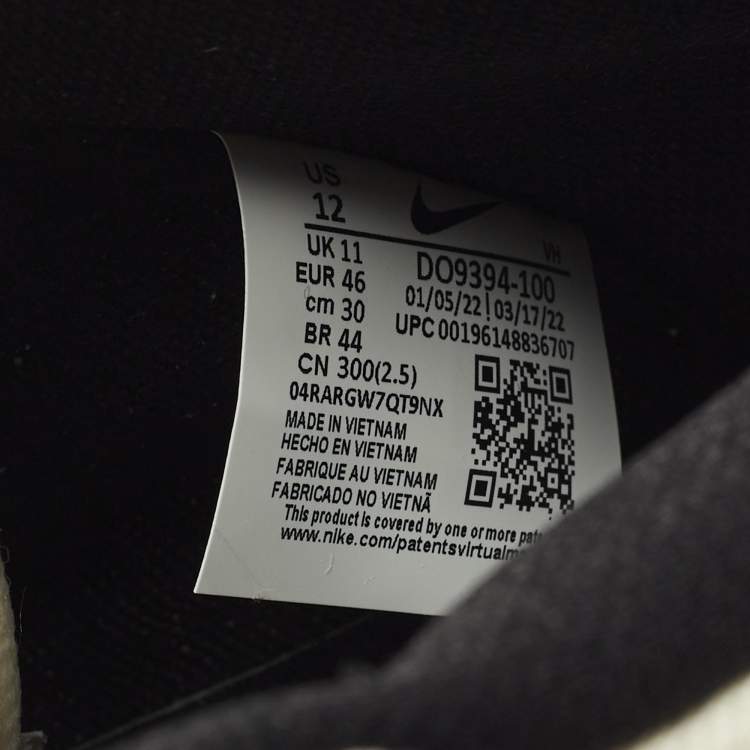 US
12
VH
UK 11
EUR 46
cm 30
BR 44
CN 300(2.5)
DO9394-100
01/05/22 | 03/17/22
UPC 00196148836707
04RARGW7QT9NX
MADE IN VIETNAM
HECHO EN VIETNAM
FABRIQUE AU VIETNAM
FABRICADO NO VIETNÃ
This product is covered by one or more
www.nike.com/patentsvirtualm